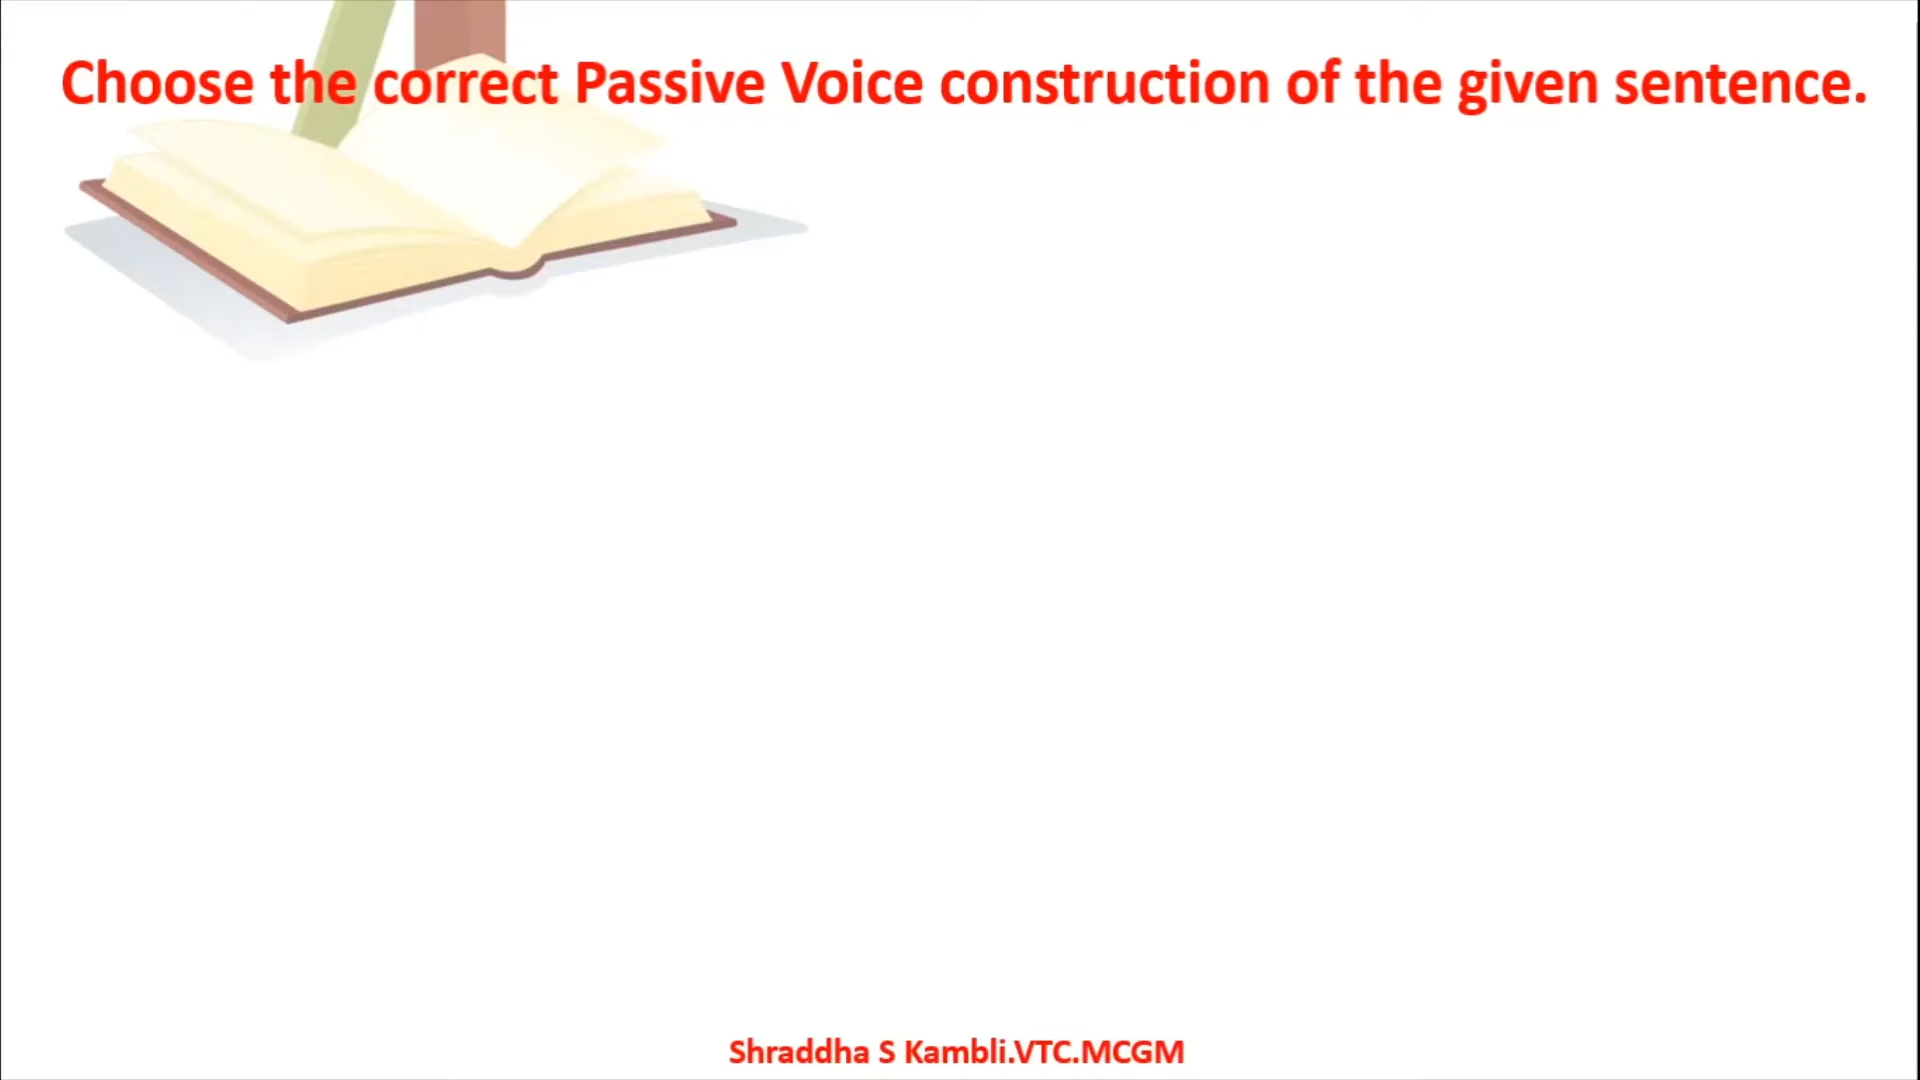 Choose the correct Passive Voice construction of the given sentence.
Shraddha S Kambli.VTC.MCGM